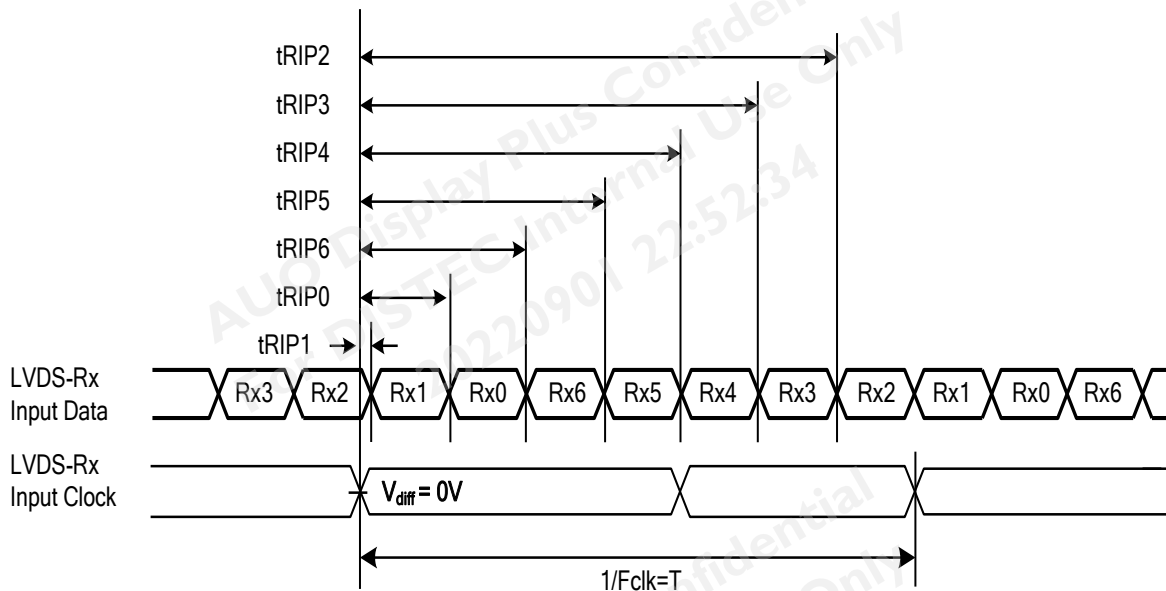 tRIP2
tRIP3
tRIP4
tRIP5
tRIP6
tRIP0
tRIP1
LVDS-Rx
Input Data
Rx3 Rx2 Rx1 Rx0 Rx6 Rx5 Rx4 Rx3 Rx2 Rx1 Rx0 Rx6
LVDS-Rx
Input Clock
Vdiff = 0V
1/Fclk=T
AUO Display Plus Confidential
For DISTEC Internal Use Only
20220901 22:52:34